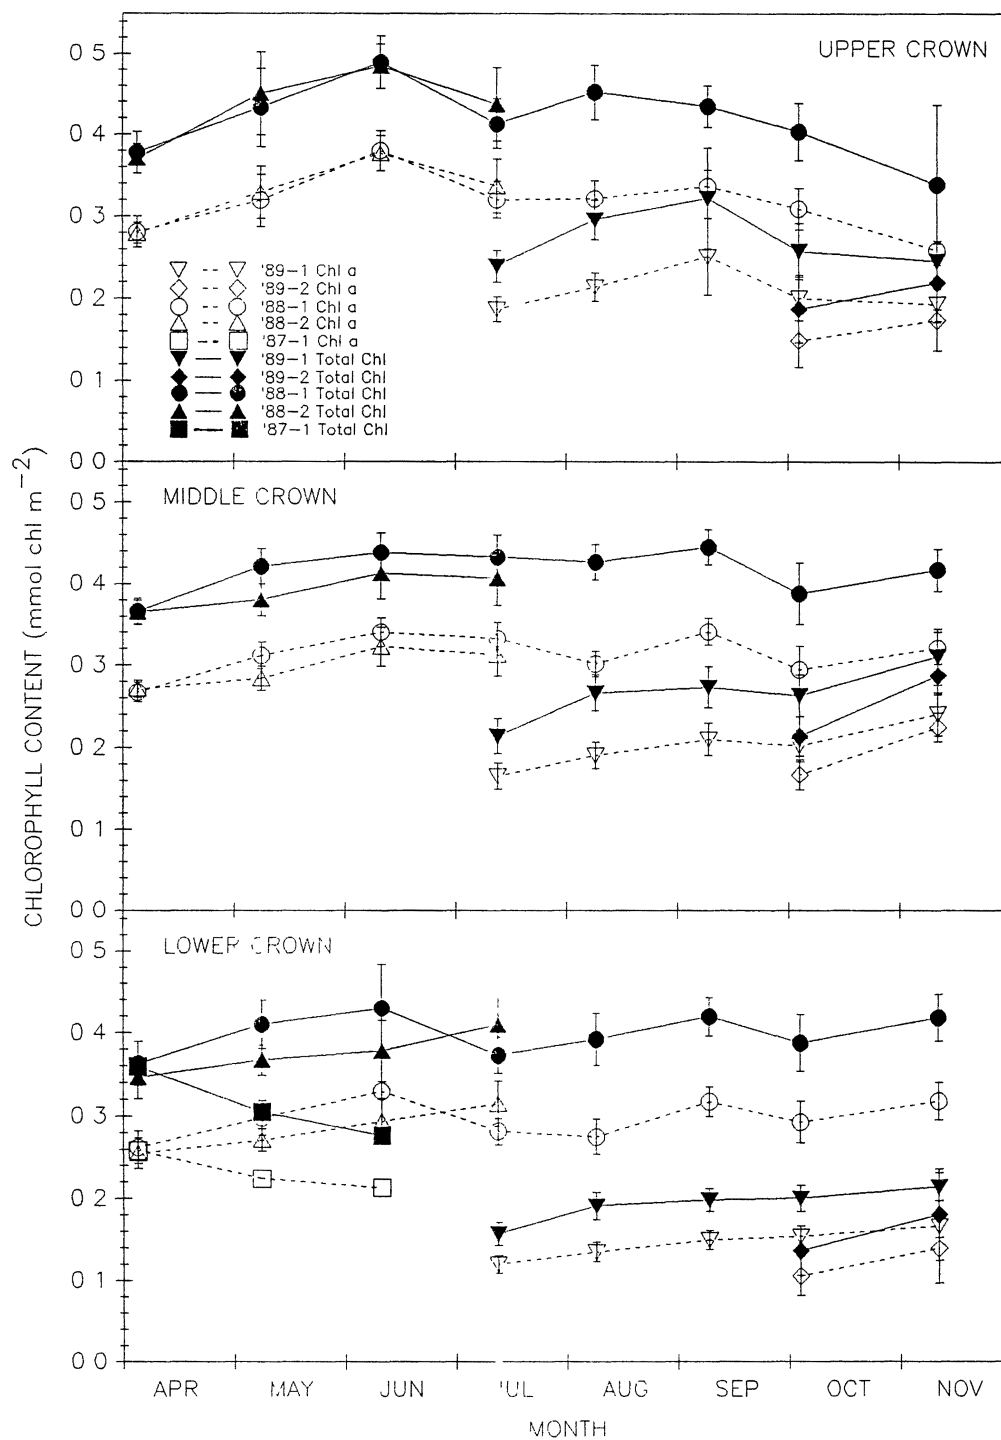 UPPER CROWN
0 5
0 4
0 3
0 2
0 1
0 0
'89-1 Chl a
'89-2 Chl a
'88-1 Chl a
'88-2 Chl a
'87-1 Chl a
'89-1 Total Chl
'89-2 Total Chl
'88-1 Total Chl
'88-2 Total Chl
'87-1 Total Chl
CHLOROPHYLL CONTENT (mmol chl m⁻²)
MIDDLE CROWN
0 5
0 4
0 3
0 2
0 1
0 0
LOWER CROWN
0 5
0 4
0 3
0 2
0 1
0 0
APR MAY JUN JUL AUG SEP OCT NOV
MONTH